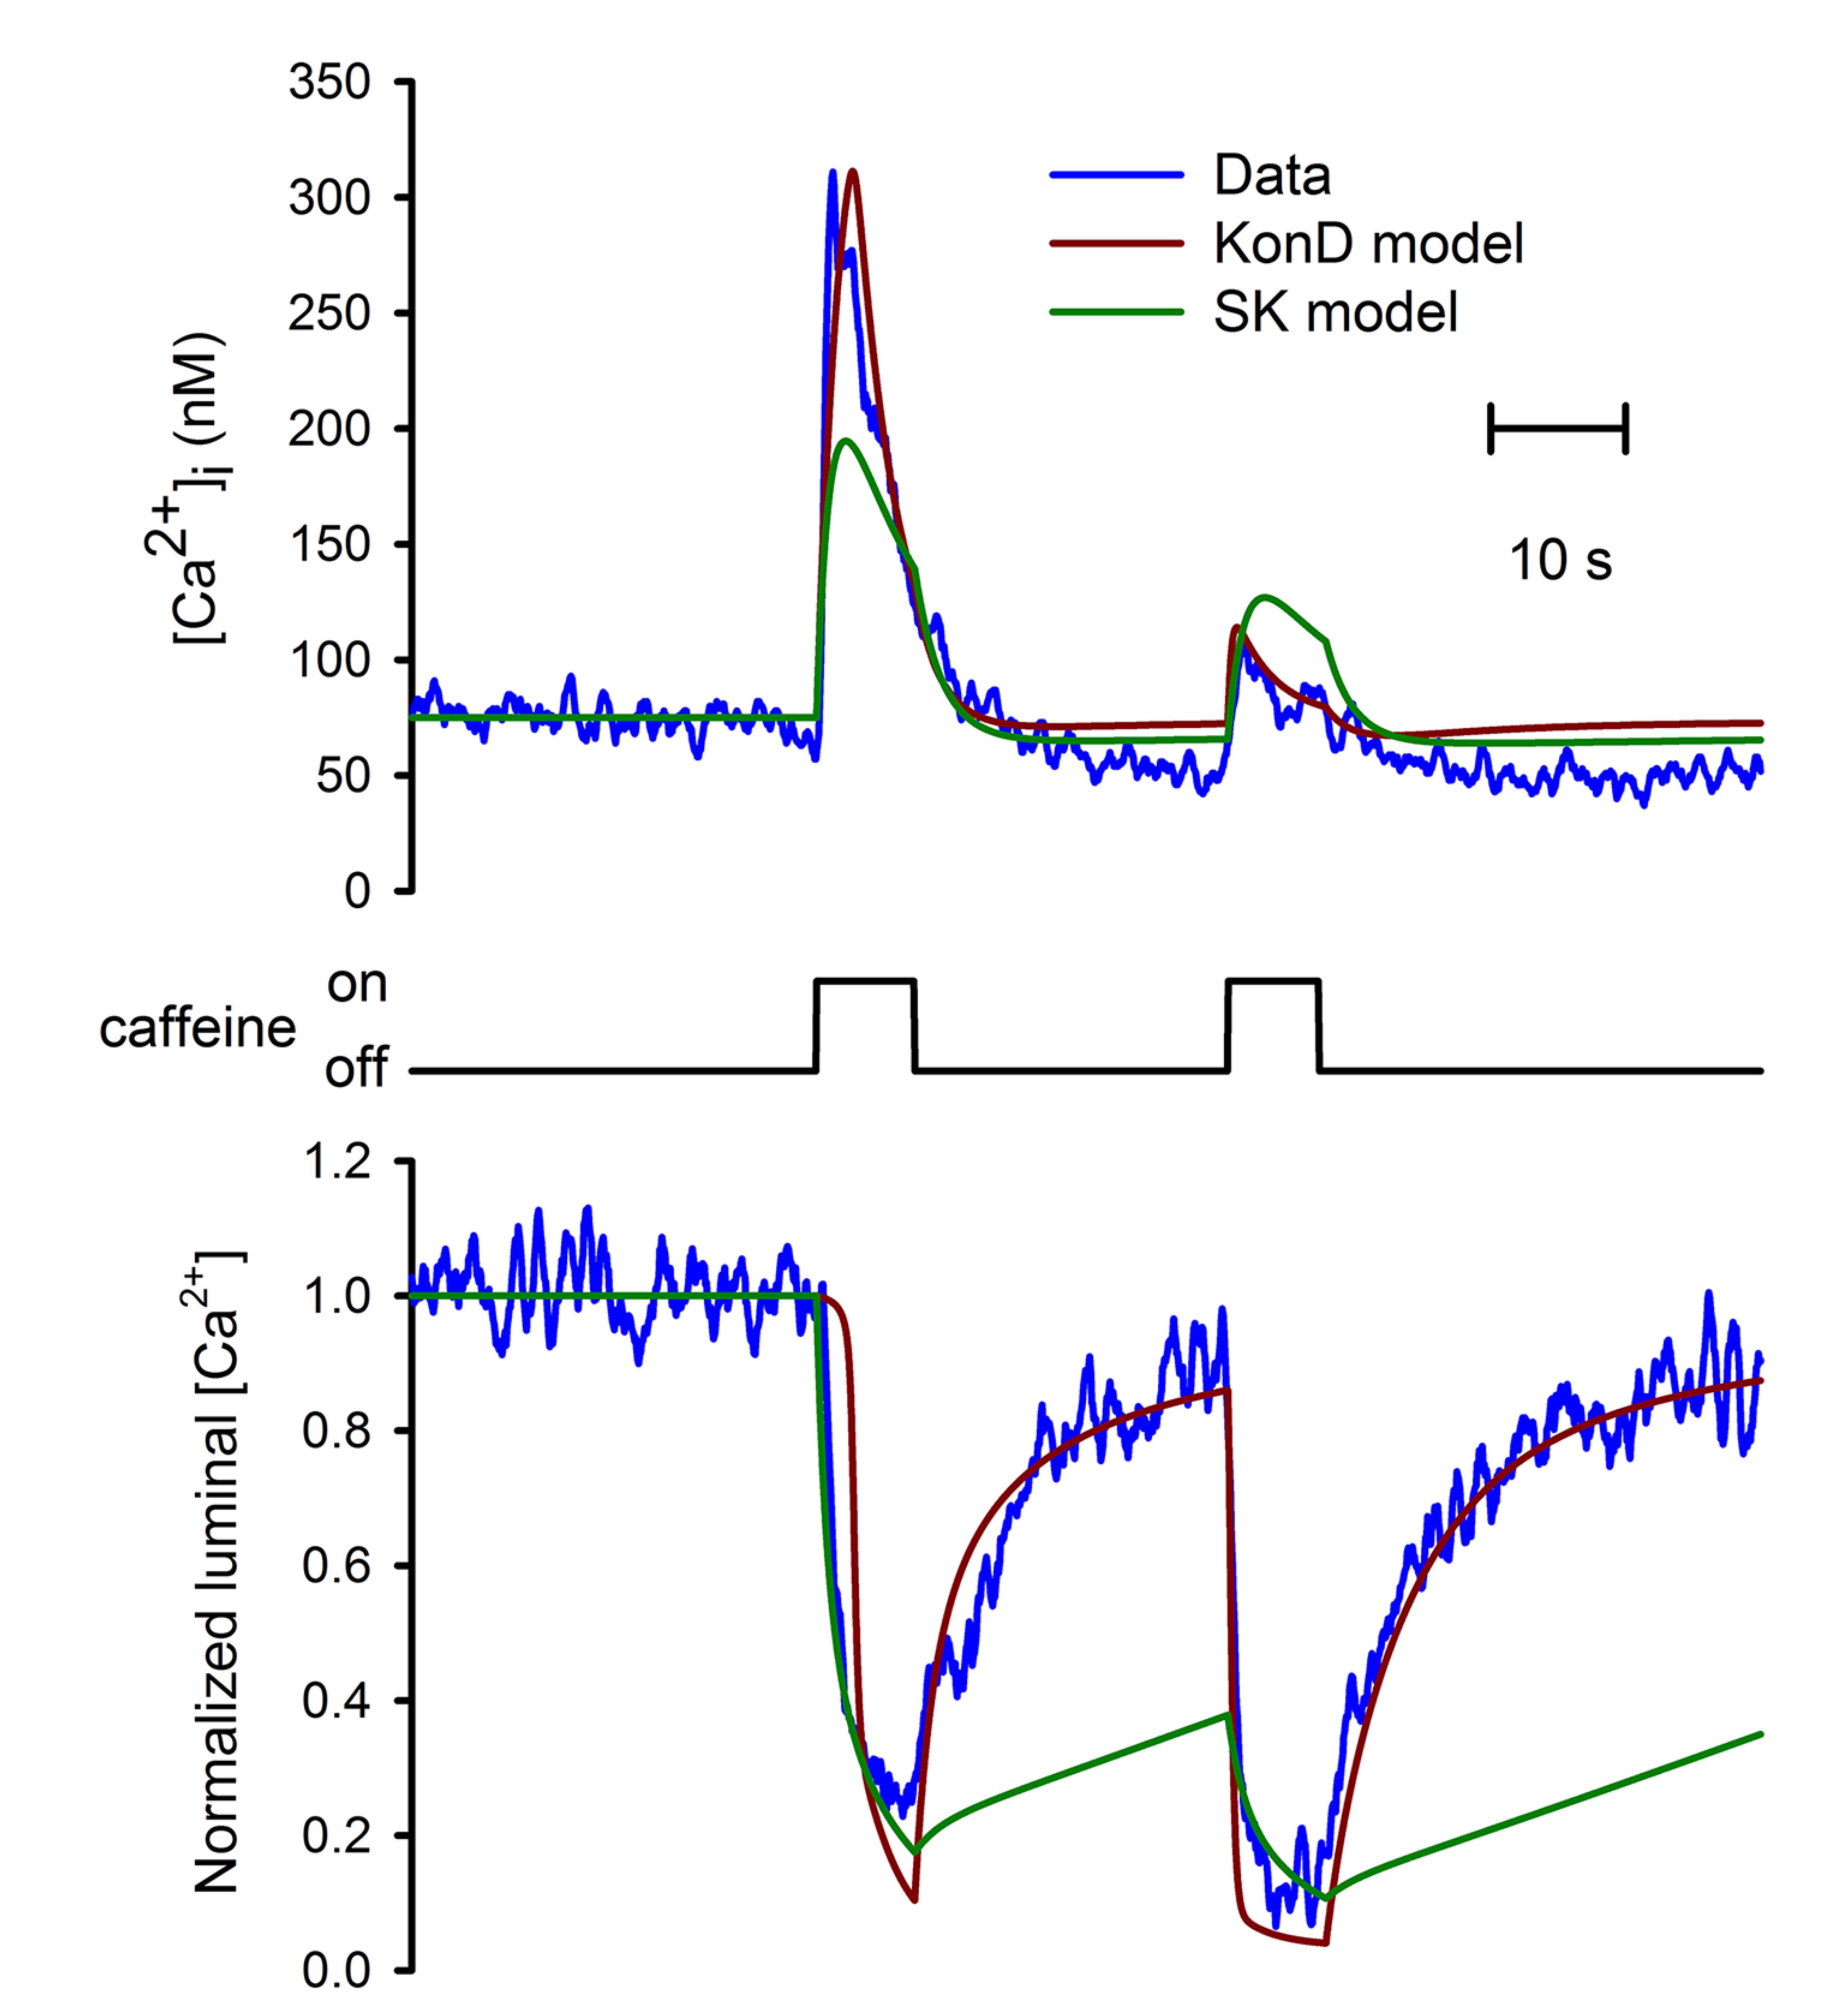 350
300
250
200
150
100
50
0
[Ca2+]i (nM)
Data
KonD model
SK model
10 s
on
caffeine
off
1.2
1.0
0.8
0.6
0.4
0.2
0.0
Normalized luminal [Ca2+]